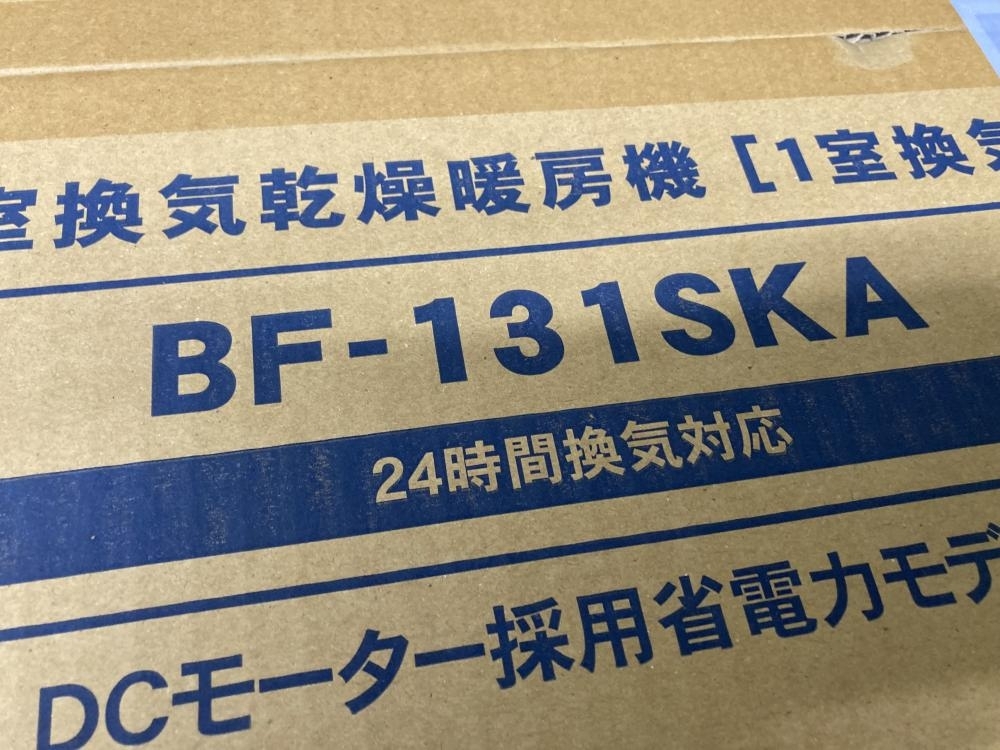 室換気乾燥暖房機 [1室換気
BF-131SKA
24時間換気対応
DCモーター採用省電力モデ